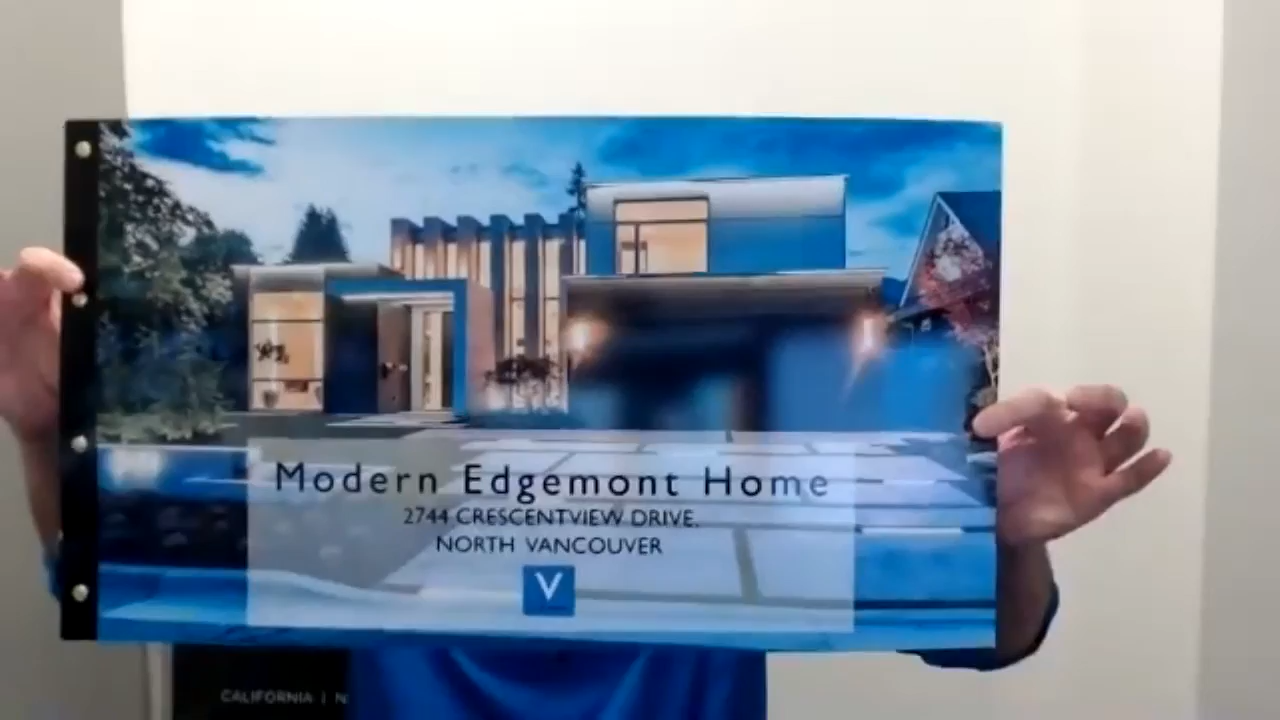 Modern Edgemont Home
2744 CRESCENTVIEW DRIVE,
NORTH VANCOUVER
V
CALIFORNIA | N